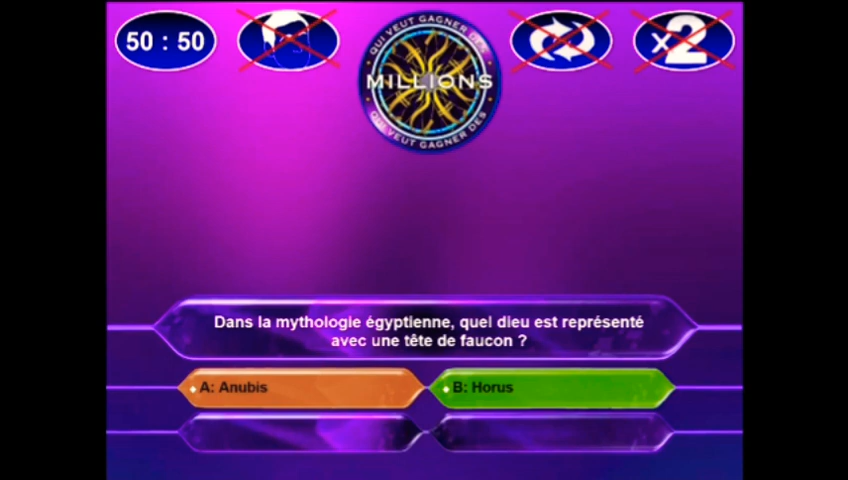 50 : 50
QUI VEUT GAGNER DES
MILLIONS
QUI VEUT GAGNER DES
x2
Dans la mythologie égyptienne, quel dieu est représenté
avec une tête de faucon ?
A: Anubis
B: Horus